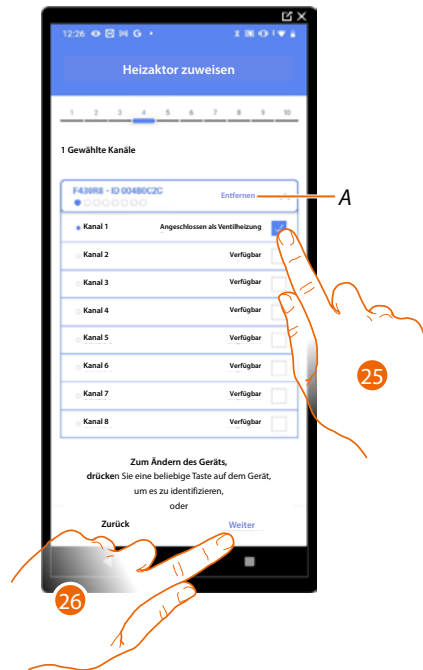 12:26
Heizaktor zuweisen
1 2 3 4 5 6 7 8 9 10
1 Gewählte Kanäle
F430R8 - ID 004B0C2C
Entfernen
A
Kanal 1 Angeschlossen als Ventilheizung
Kanal 2 Verfügbar
Kanal 3 Verfügbar
Kanal 4 Verfügbar
Kanal 5 Verfügbar
Kanal 6 Verfügbar
Kanal 7 Verfügbar
Kanal 8 Verfügbar
25
Zum Ändern des Geräts,
drücken Sie eine beliebige Taste auf dem Gerät,
um es zu identifizieren,
oder
Zurück Weiter
26